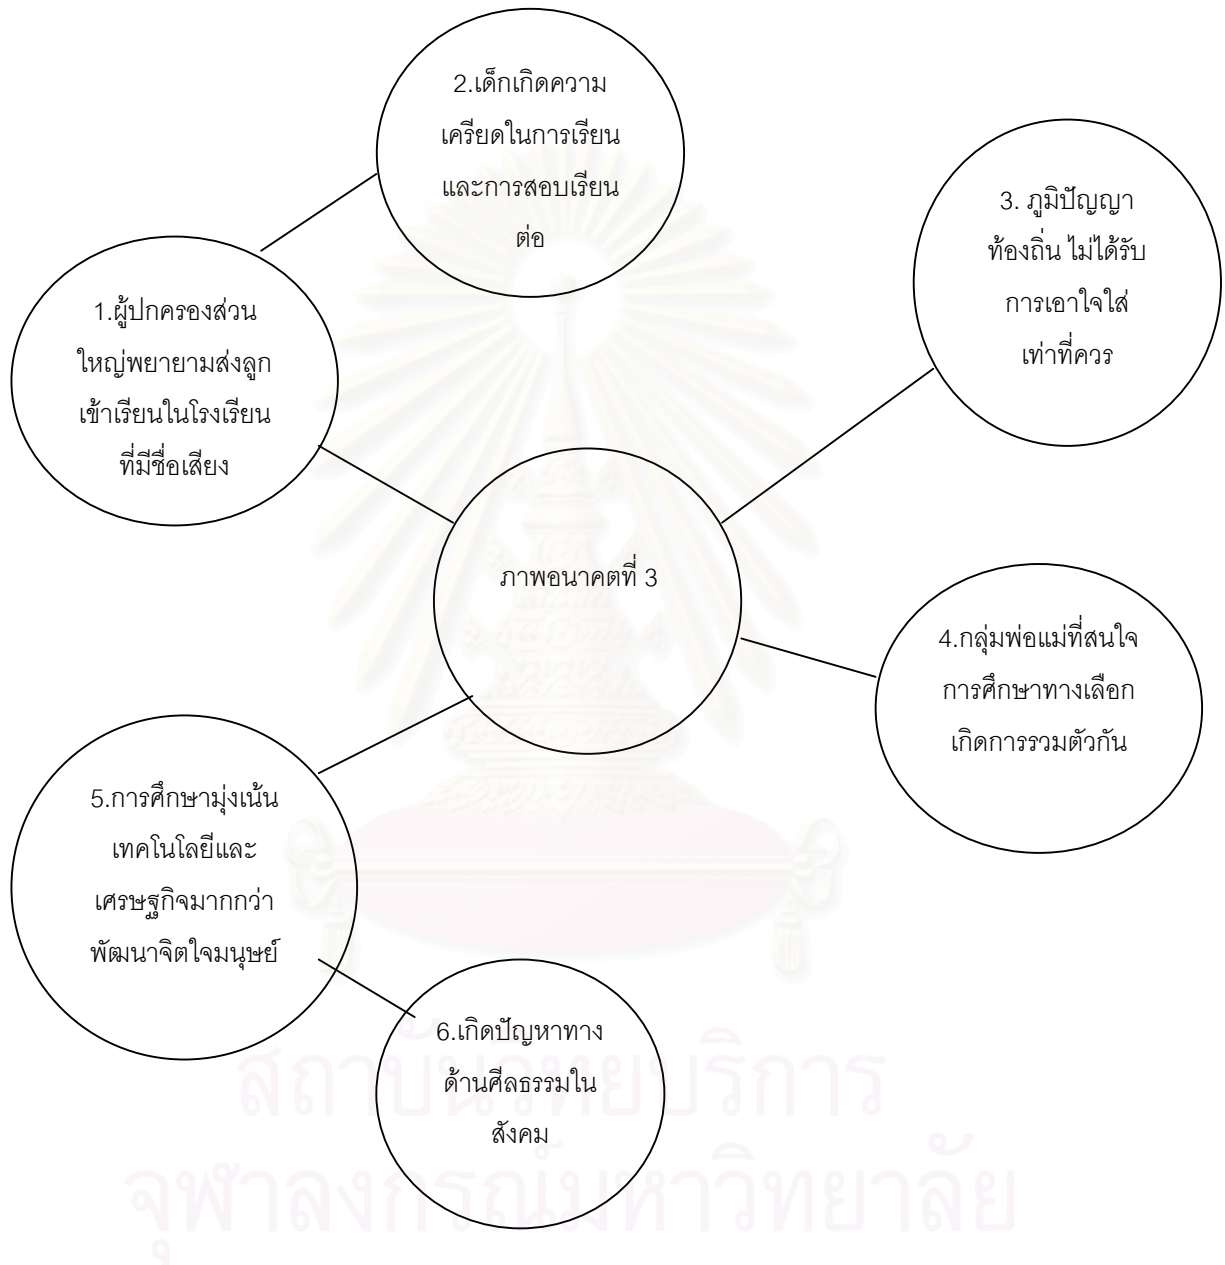 2.เด็กเกิดความ
เครียดในการเรียน
และการสอบเรียน
ต่อ
3. ภูมิปัญญา
ท้องถิ่น ไม่ได้รับ
การเอาใจใส่
เท่าที่ควร
1.ผู้ปกครองส่วน
ใหญ่พยายามส่งลูก
เข้าเรียนในโรงเรียน
ที่มีชื่อเสียง
ภาพอนาคตที่ 3
4.กลุ่มพ่อแม่ที่สนใจ
การศึกษาทางเลือก
เกิดการรวมตัวกัน
5.การศึกษามุ่งเน้น
เทคโนโลยีและ
เศรษฐกิจมากกว่า
พัฒนาจิตใจมนุษย์
6.เกิดปัญหาทาง
ด้านศีลธรรมใน
สังคม
สถาบันวิทยบริการ
จุฬาลงกรณ์มหาวิทยาลัย